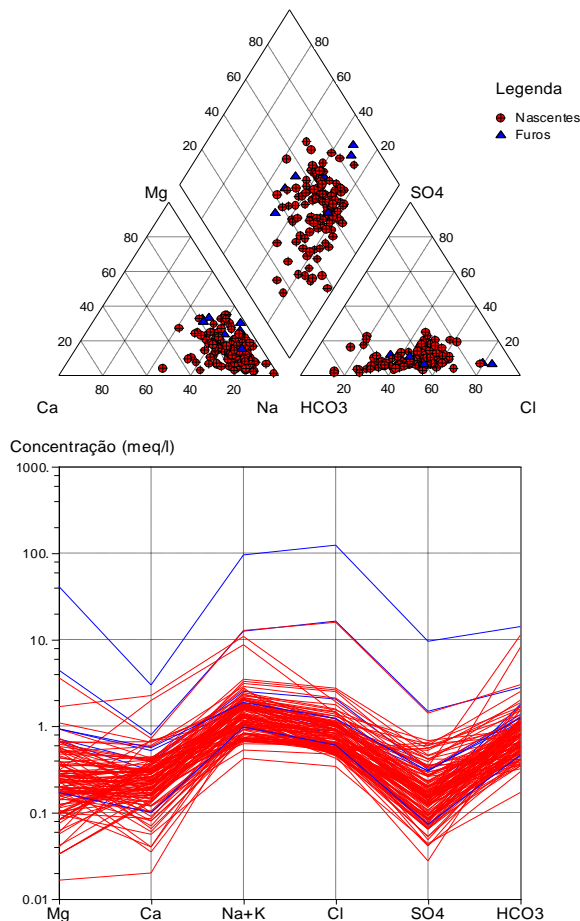 80
80
60
60
40
40
20
20
Legenda
Nascentes
Furos
Mg
SO4
80
80
60
60
40
40
20
20
80
60
40
20
20
40
60
80
Ca
Na
HCO3
Cl
Concentração (meq/l)
1000.
100.
10.
1.
0.1
0.01
Mg
Ca
Na+K
Cl
SO4
HCO3